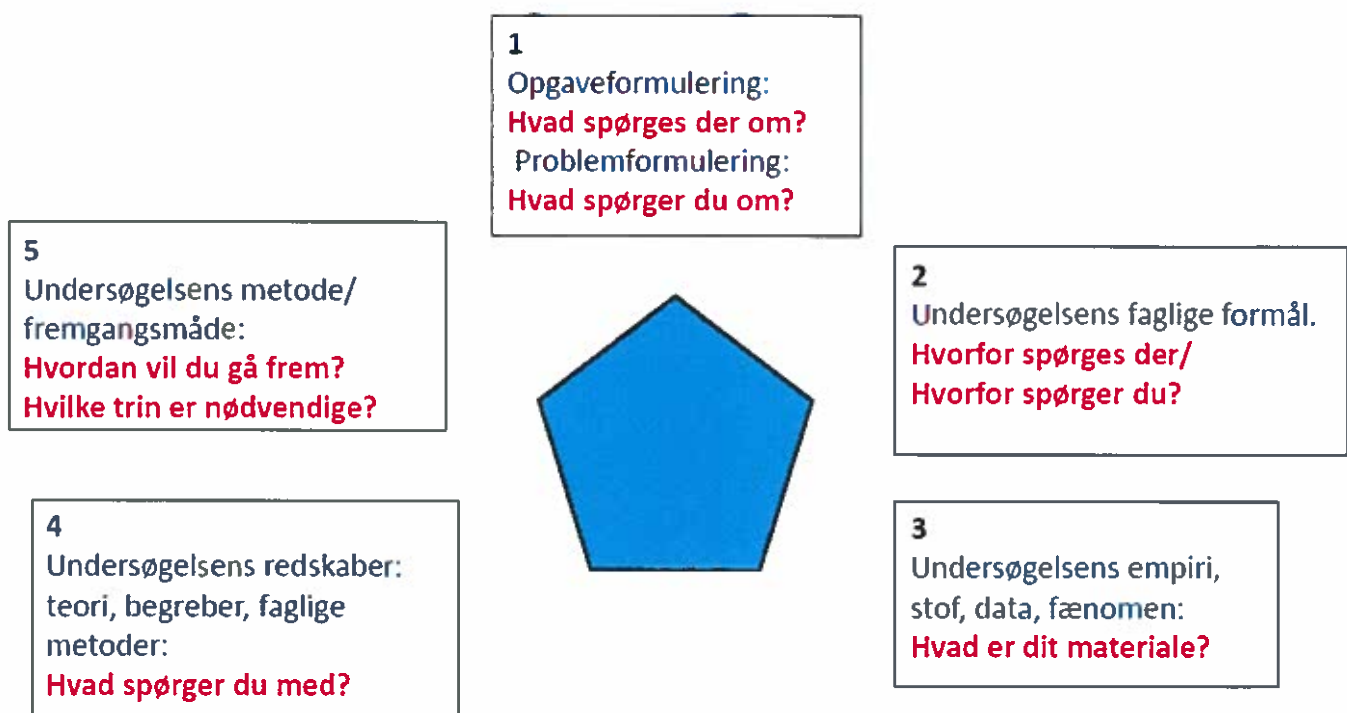 1
Opgaveformulering:
Hvad spørges der om?
Problemformulering:
Hvad spørger du om?
2
Undersøgelsens faglige formål.
Hvorfor spørges der/
Hvorfor spørger du?
3
Undersøgelsens empiri,
stof, data, fænomen:
Hvad er dit materiale?
4
Undersøgelsens redskaber:
teori, begreber, faglige
metoder:
Hvad spørger du med?
5
Undersøgelsens metode/
fremgangsmåde:
Hvordan vil du gå frem?
Hvilke trin er nødvendige?